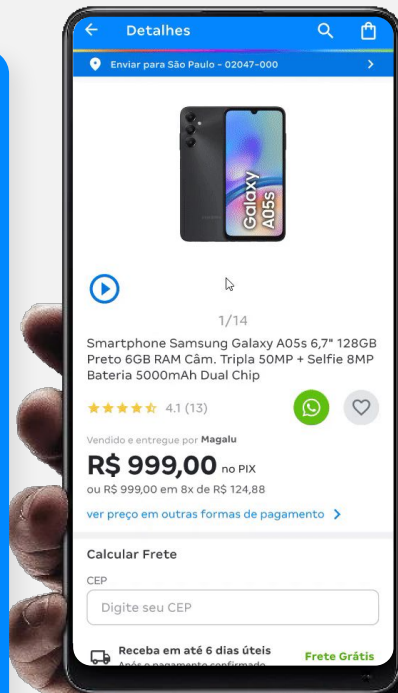 Detalhes
Enviar para São Paulo - 02047-000
Galaxy
A05s
1/14
Smartphone Samsung Galaxy A05s 6,7" 128GB
Preto 6GB RAM Câm. Tripla 50MP + Selfie 8MP
Bateria 5000mAh Dual Chip
4.1 (13)
Vendido e entregue por Magalu
R$ 999,00 no PIX
ou R$ 999,00 em 8x de R$ 124,88
ver preço em outras formas de pagamento
Calcular Frete
CEP
Digite seu CEP
Receba em até 6 dias úteis
Frete Grátis
Após o pagamento confirmado